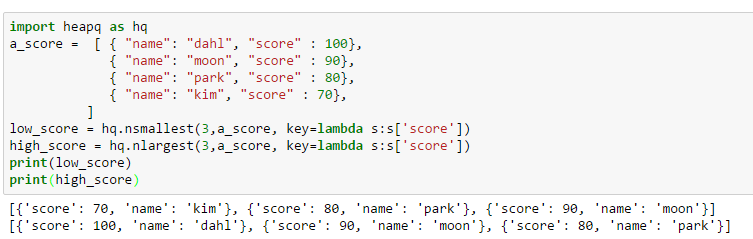 import heapq as hq
a_score =  [ { "name": "dahl", "score" : 100},
             { "name": "moon", "score" : 90},
             { "name": "park", "score" : 80},
             { "name": "kim", "score" : 70},
          ]
low_score = hq.nsmallest(3,a_score, key=lambda s:s['score'])
high_score = hq.nlargest(3,a_score, key=lambda s:s['score'])
print(low_score)
print(high_score)
[{'score': 70, 'name': 'kim'}, {'score': 80, 'name': 'park'}, {'score': 90, 'name': 'moon'}]
[{'score': 100, 'name': 'dahl'}, {'score': 90, 'name': 'moon'}, {'score': 80, 'name': 'park'}]